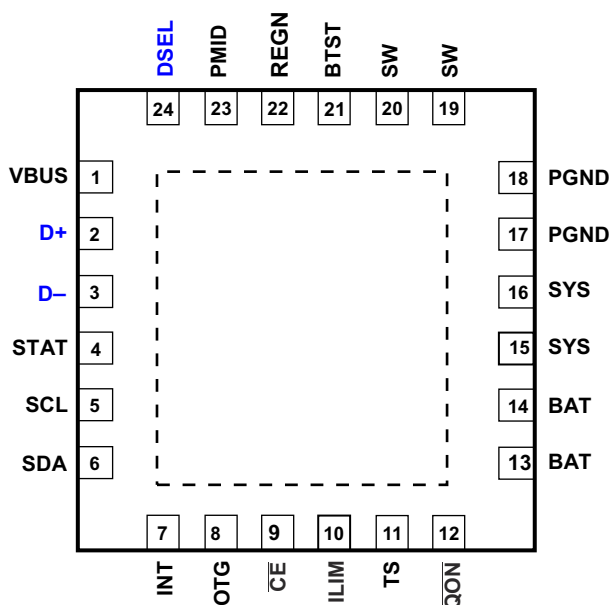 DSEL PMID REGN BTST SW SW
24 23 22 21 20 19
VBUS 1 18 PGND
D+ 2 17 PGND
D– 3 16 SYS
STAT 4 15 SYS
SCL 5 14 BAT
SDA 6 13 BAT
7 8 9 10 11 12
INT OTG CE ILIM TS QON